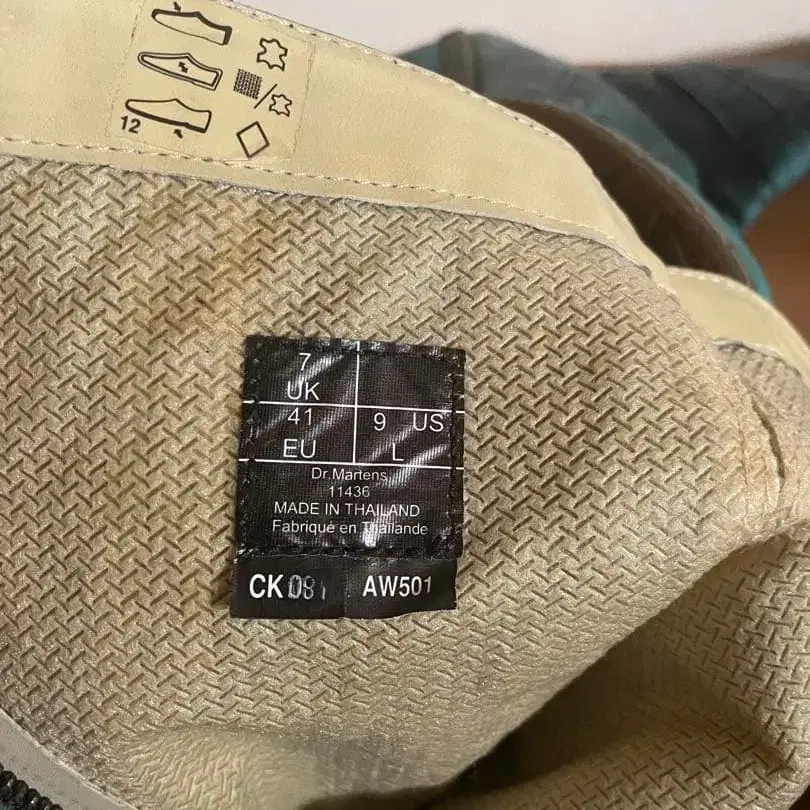 12
7
UK
41
EU
9 US
L
Dr.Martens
11436
MADE IN THAILAND
Fabriqué en Thaïlande
CK AW501